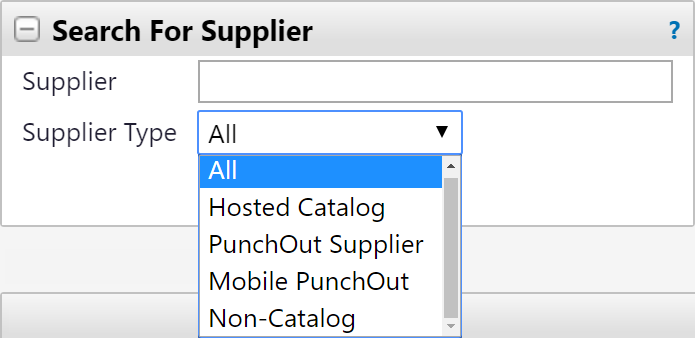 Search For Supplier ?
Supplier
Supplier Type All
All
Hosted Catalog
PunchOut Supplier
Mobile PunchOut
Non-Catalog